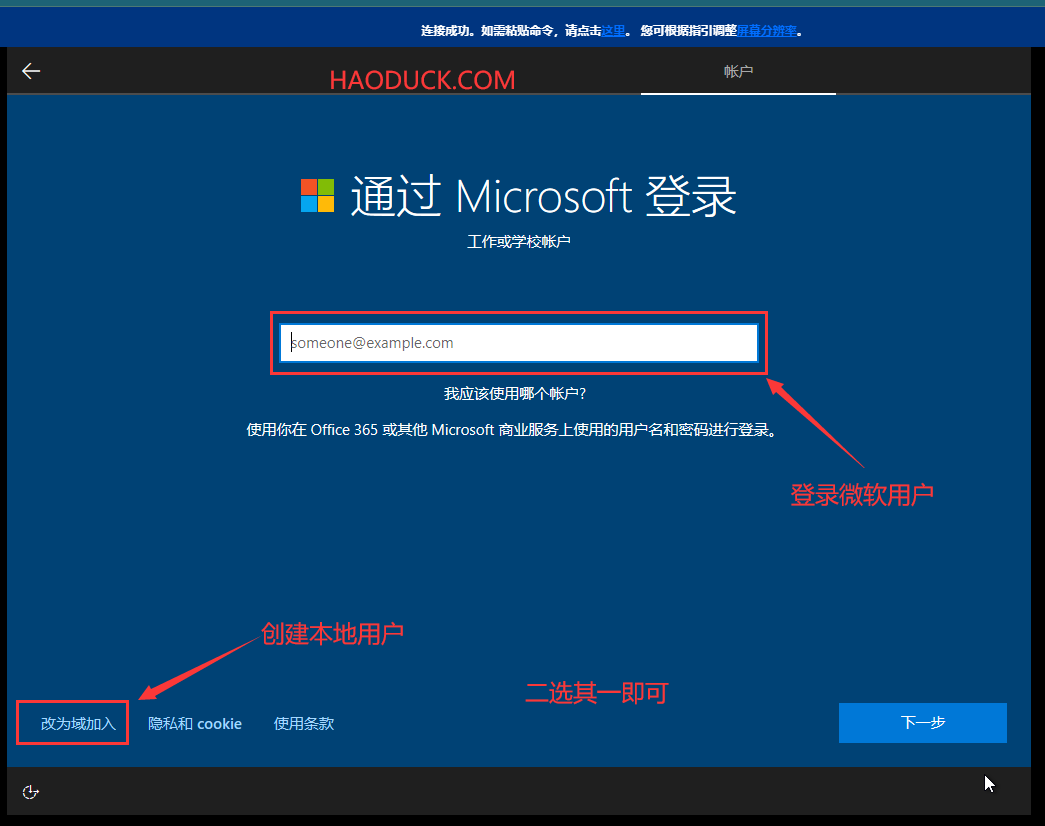 连接成功。如需粘贴命令，请点击这里。 您可根据指引调整屏幕分辨率。
HAODUCK.COM
帐户
通过 Microsoft 登录
工作或学校帐户
someone@example.com
我应该使用哪个帐户?
使用你在 Office 365 或其他 Microsoft 商业服务上使用的用户名和密码进行登录。
登录微软用户
创建本地用户
二选其一即可
改为域加入 隐私和 cookie 使用条款
下一步